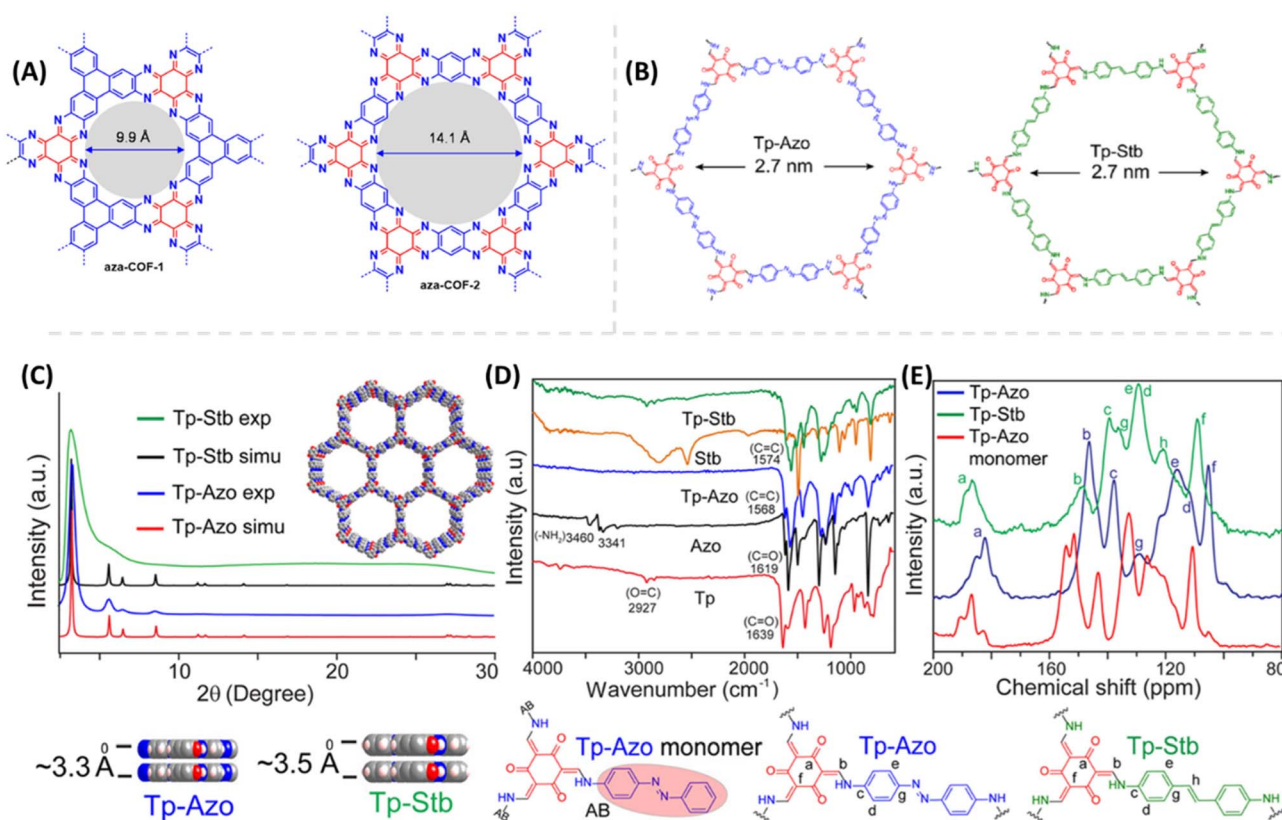 (A)
9.9 Å
aza-COF-1
14.1 Å
aza-COF-2
(B)
Tp-Azo
2.7 nm
Tp-Stb
2.7 nm
(C)
Intensity (a.u.)
Tp-Stb exp
Tp-Stb simu
Tp-Azo exp
Tp-Azo simu
10 20 30
2θ (Degree)
(D)
Intensity (a.u.)
Tp-Stb
Stb
(C=C)
1574
Tp-Azo
(C=C)
1568
(-NH₂)3460
3341
Azo
(C=O)
1619
(O=C)
2927
Tp
(C=O)
1639
4000 3000 2000 1000
Wavenumber (cm⁻¹)
(E)
Intensity (a.u.)
Tp-Azo
Tp-Stb
Tp-Azo
monomer
a b c g e d h f
a b c g e d f
200 160 120 80
Chemical shift (ppm)
~3.3 Å
Tp-Azo
~3.5 Å
Tp-Stb
Tp-Azo monomer
AB
AB
AB
Tp-Azo
a b c d e f g
Tp-Stb
a b c d e f g h